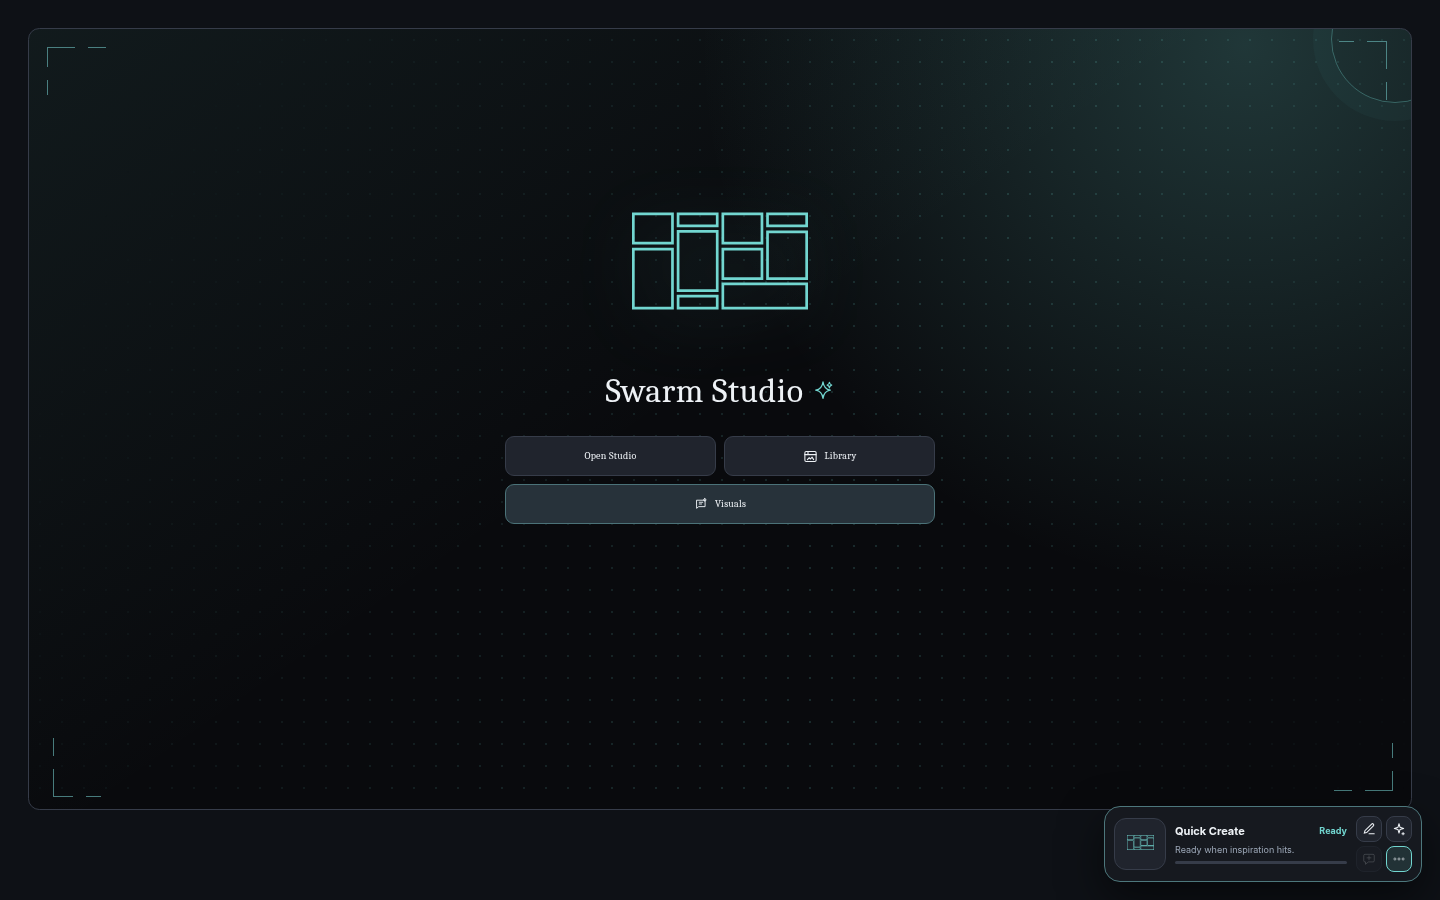 Swarm Studio
Open Studio
Library
Visuals
Quick Create
Ready
Ready when inspiration hits.